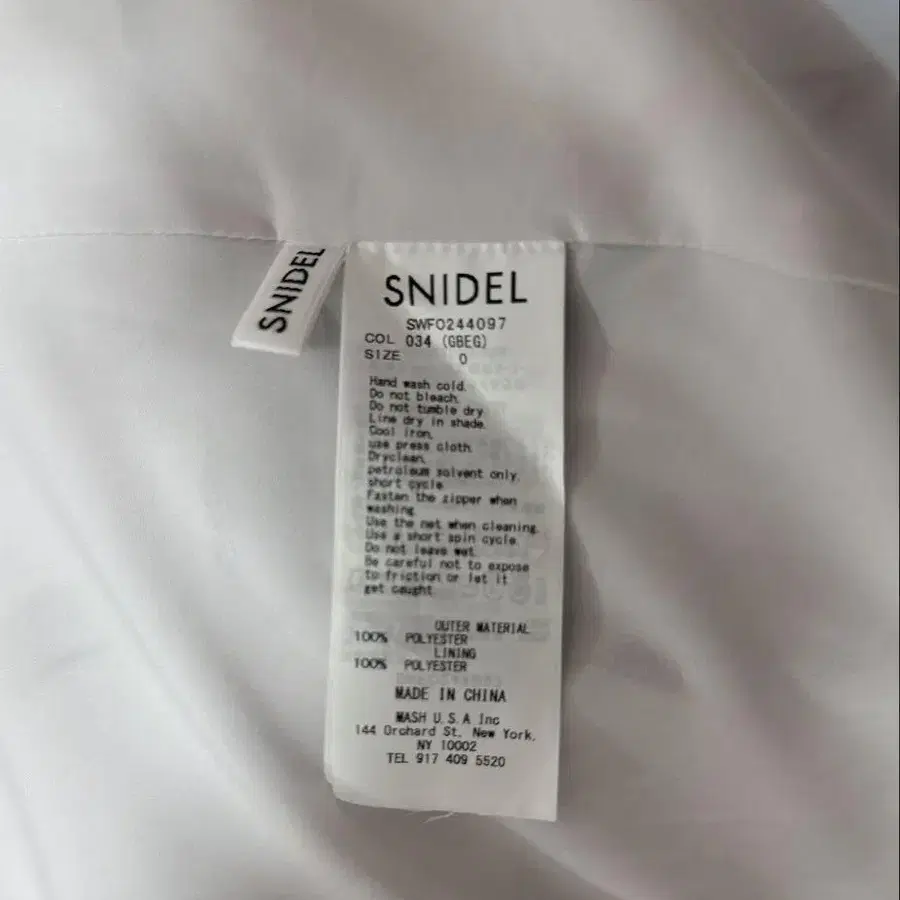 SNIDEL
SNIDEL
SWFO244097
COL 034 (GBEG)
SIZE 0
Hand wash cold.
Do not bleach.
Do not tumble dry
Line dry in shade.
Cool iron,
use press cloth.
Dryclean,
petroleum solvent only,
short cycle.
Fasten the zipper when
washing.
Use the net when cleaning.
Use a short spin cycle.
Do not leave wet.
Be careful not to expose
to friction or let it
get caught.
OUTER MATERIAL
100% POLYESTER
LINING
100% POLYESTER
MADE IN CHINA
MASH U.S.A Inc
144 Orchard St. New York,
NY 10002
TEL 917 409 5520